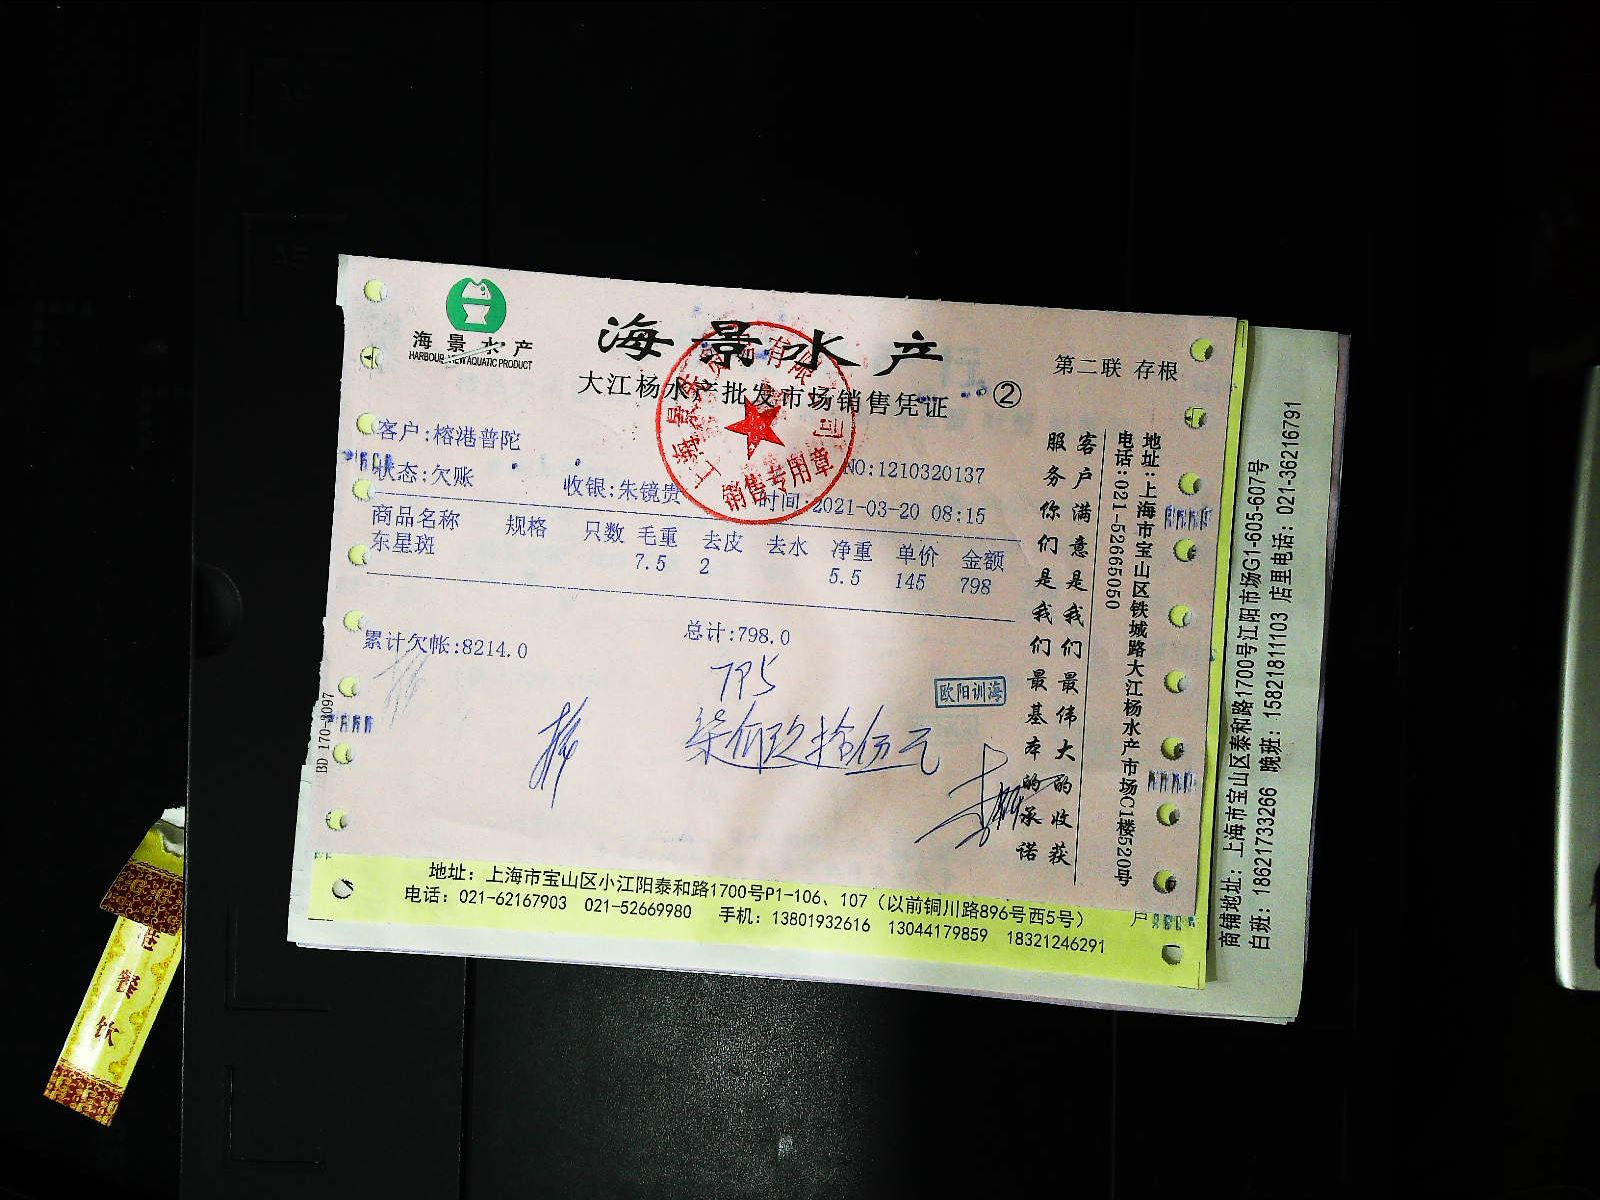 海景水产
HARBOUR VIEW AQUATIC PRODUCT
海景水产
大江杨水产批发市场销售凭证
②
第二联 存根
客户:榕港普陀
NO:1210320137
状态:欠账 收银:朱镜贵 时间:2021-03-20 08:15
商品名称 规格 只数 毛重 去皮 去水 净重 单价 金额
东星斑 7.5 2 5.5 145 798
总计:798.0
累计欠帐:8214.0
795
柒佰玖拾伍元
欧阳训海
销售专用章
客户满意是我们最伟大的收获
服务你们是我们最基本的承诺
地址:上海市宝山区铁城路大江杨水产市场C1楼520号
电话:021-52665050
BD 170-3097
地址: 上海市宝山区小江阳泰和路1700号P1-106、107 (以前铜川路896号西5号)
电话: 021-62167903 021-52669980 手机: 13801932616 13044179859 18321246291
户
商铺地址: 上海市宝山区泰和路1700号江阳市场G1-605-607号
白班: 18621733266 晚班: 15821811103 店里电话: 021-36216791
港餐饮